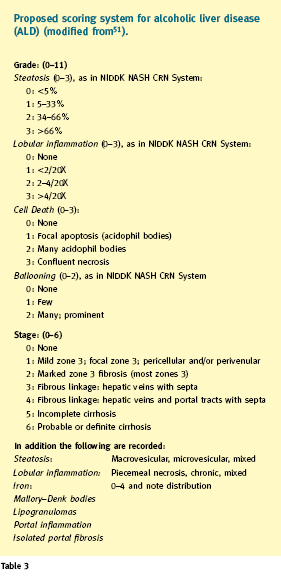 Proposed scoring system for alcoholic liver disease
(ALD) (modified from51).
Grade: (0–11)
Steatosis (0–3), as in NIDDK NASH CRN System:
0: <5%
1: 5–33%
2: 34–66%
3: >66%
Lobular inflammation (0–3), as in NIDDK NASH CRN System:
0: None
1: <2/20X
2: 2–4/20X
3: >4/20X
Cell Death (0–3):
0: None
1: Focal apoptosis (acidophil bodies)
2: Many acidophil bodies
3: Confluent necrosis
Ballooning (0–2), as in NIDDK NASH CRN System
0: None
1: Few
2: Many; prominent
Stage: (0–6)
0: None
1: Mild zone 3; focal zone 3; pericellular and/or perivenular
2: Marked zone 3 fibrosis (most zones 3)
3: Fibrous linkage: hepatic veins with septa
4: Fibrous linkage: hepatic veins and portal tracts with septa
5: Incomplete cirrhosis
6: Probable or definite cirrhosis
In addition the following are recorded:
Steatosis: Macrovesicular, microvesicular, mixed
Lobular inflammation: Piecemeal necrosis, chronic, mixed
Iron: 0–4 and note distribution
Mallory–Denk bodies
Lipogranulomas
Portal inflammation
Isolated portal fibrosis
Table 3